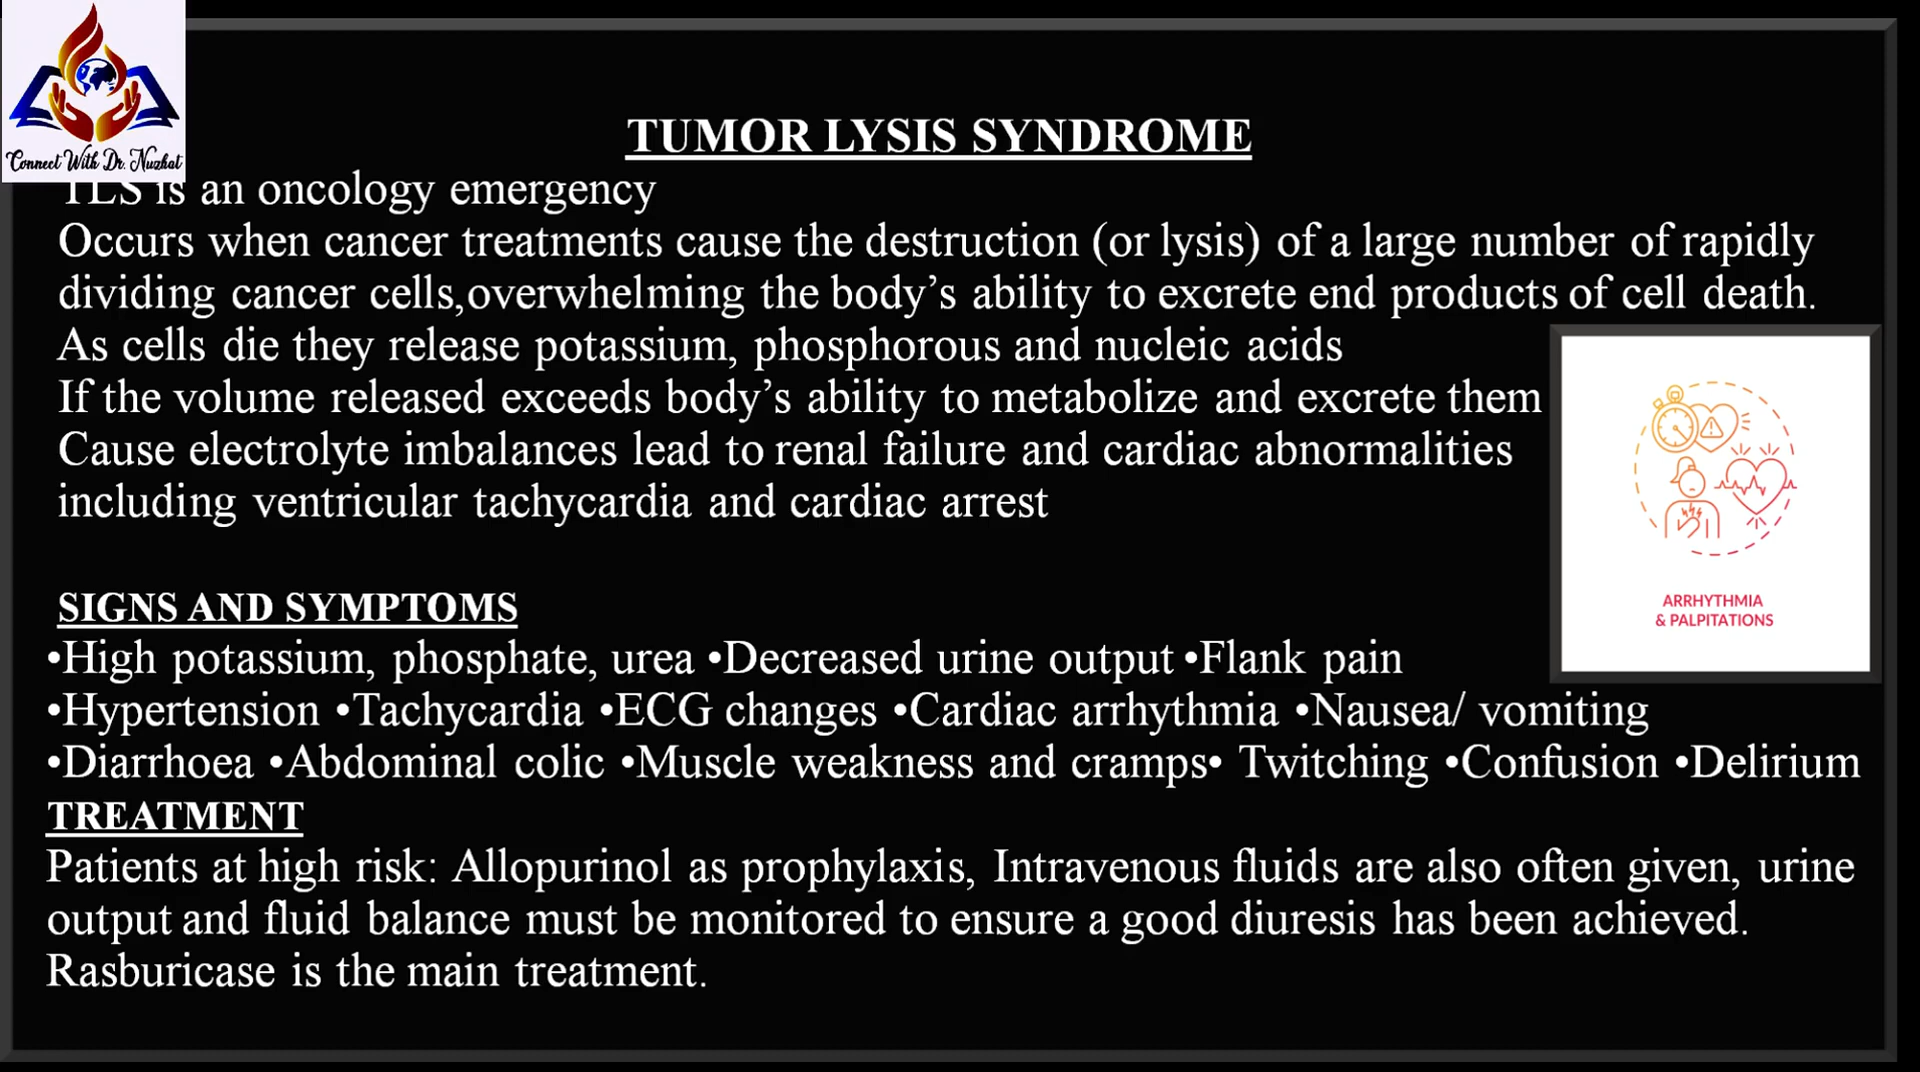 Connect With Dr. Nuzhat
TUMOR LYSIS SYNDROME
TLS is an oncology emergency
Occurs when cancer treatments cause the destruction (or lysis) of a large number of rapidly
dividing cancer cells,overwhelming the body’s ability to excrete end products of cell death.
As cells die they release potassium, phosphorous and nucleic acids
If the volume released exceeds body’s ability to metabolize and excrete them
Cause electrolyte imbalances lead to renal failure and cardiac abnormalities
including ventricular tachycardia and cardiac arrest
ARRHYTHMIA
& PALPITATIONS
SIGNS AND SYMPTOMS
•High potassium, phosphate, urea •Decreased urine output •Flank pain
•Hypertension •Tachycardia •ECG changes •Cardiac arrhythmia •Nausea/ vomiting
•Diarrhoea •Abdominal colic •Muscle weakness and cramps• Twitching •Confusion •Delirium
TREATMENT
Patients at high risk: Allopurinol as prophylaxis, Intravenous fluids are also often given, urine
output and fluid balance must be monitored to ensure a good diuresis has been achieved.
Rasburicase is the main treatment.